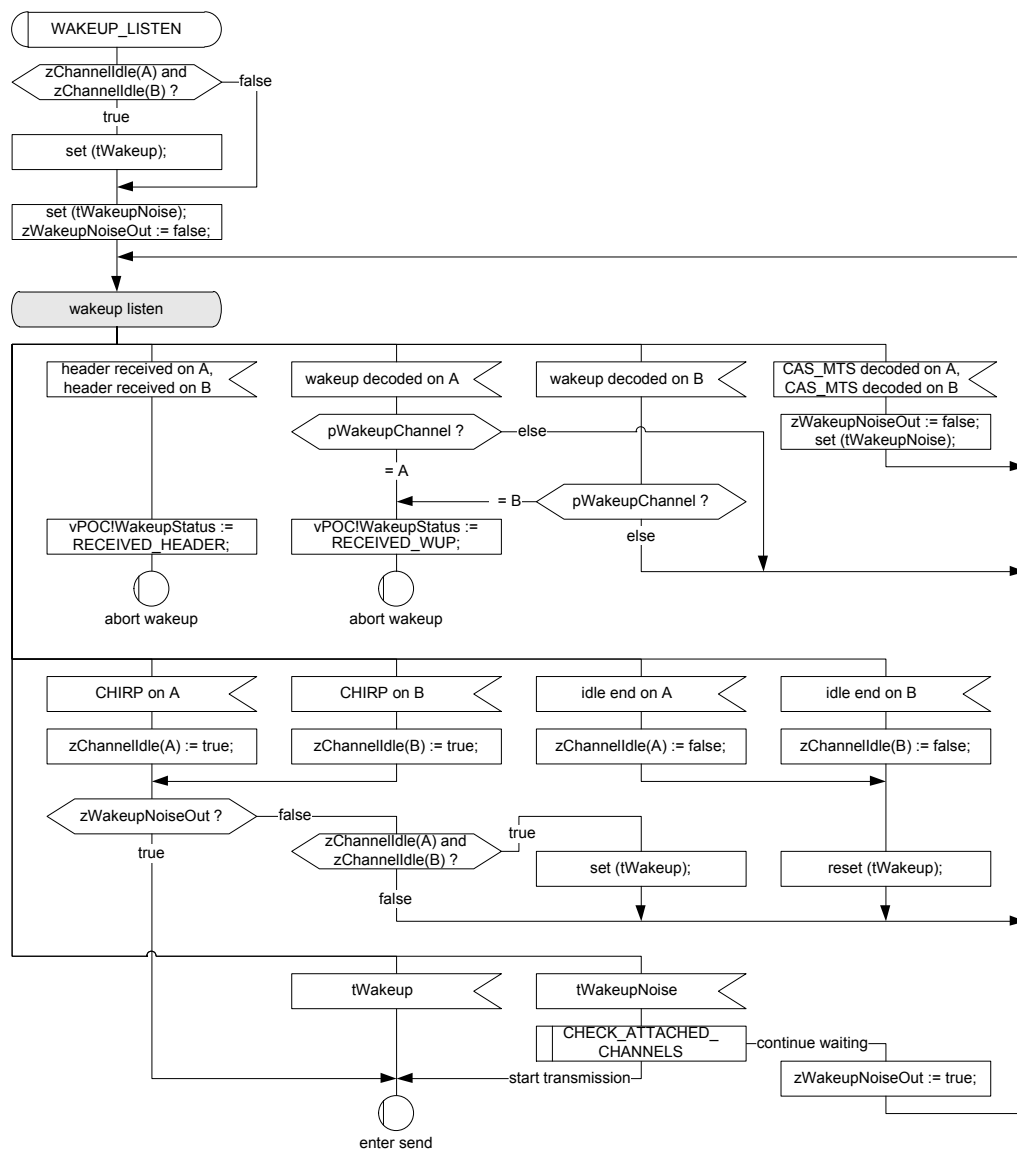 WAKEUP_LISTEN
zChannelIdle(A) and
zChannelIdle(B) ?
false
true
set (tWakeup);
set (tWakeupNoise);
zWakeupNoiseOut := false;
wakeup listen
header received on A,
header received on B
wakeup decoded on A
wakeup decoded on B
CAS_MTS decoded on A,
CAS_MTS decoded on B
pWakeupChannel ?
else
zWakeupNoiseOut := false;
set (tWakeupNoise);
= A
= B
pWakeupChannel ?
vPOC!WakeupStatus :=
RECEIVED_HEADER;
vPOC!WakeupStatus :=
RECEIVED_WUP;
else
abort wakeup
abort wakeup
CHIRP on A
CHIRP on B
idle end on A
idle end on B
zChannelIdle(A) := true;
zChannelIdle(B) := true;
zChannelIdle(A) := false;
zChannelIdle(B) := false;
zWakeupNoiseOut ?
false
zChannelIdle(A) and
zChannelIdle(B) ?
true
true
set (tWakeup);
reset (tWakeup);
false
tWakeup
tWakeupNoise
CHECK_ATTACHED_
CHANNELS
continue waiting
start transmission
zWakeupNoiseOut := true;
enter send